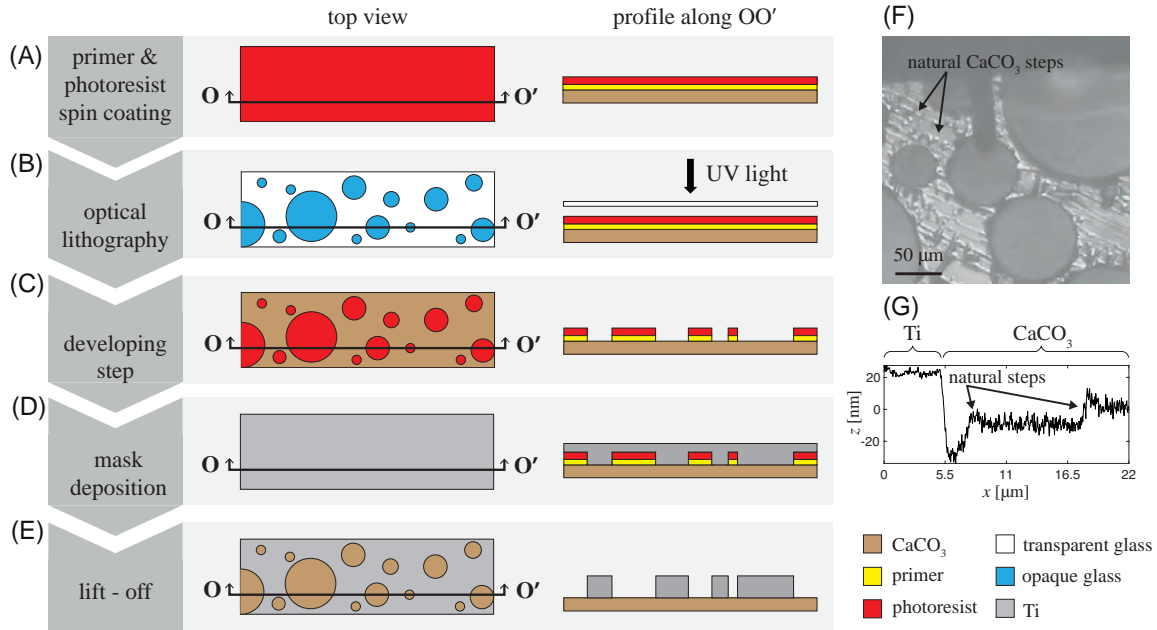 top view
profile along OO′
(A)
primer &
photoresist
spin coating
O
O′
(B)
optical
lithography
O
O′
UV light
(C)
developing
step
O
O′
(D)
mask
deposition
O
O′
(E)
lift - off
O
O′
(F)
natural CaCO₃ steps
50 μm
(G)
Ti
CaCO₃
natural steps
20
0
-20
z [nm]
0
5.5
11
16.5
22
x [μm]
CaCO₃
transparent glass
primer
opaque glass
photoresist
Ti